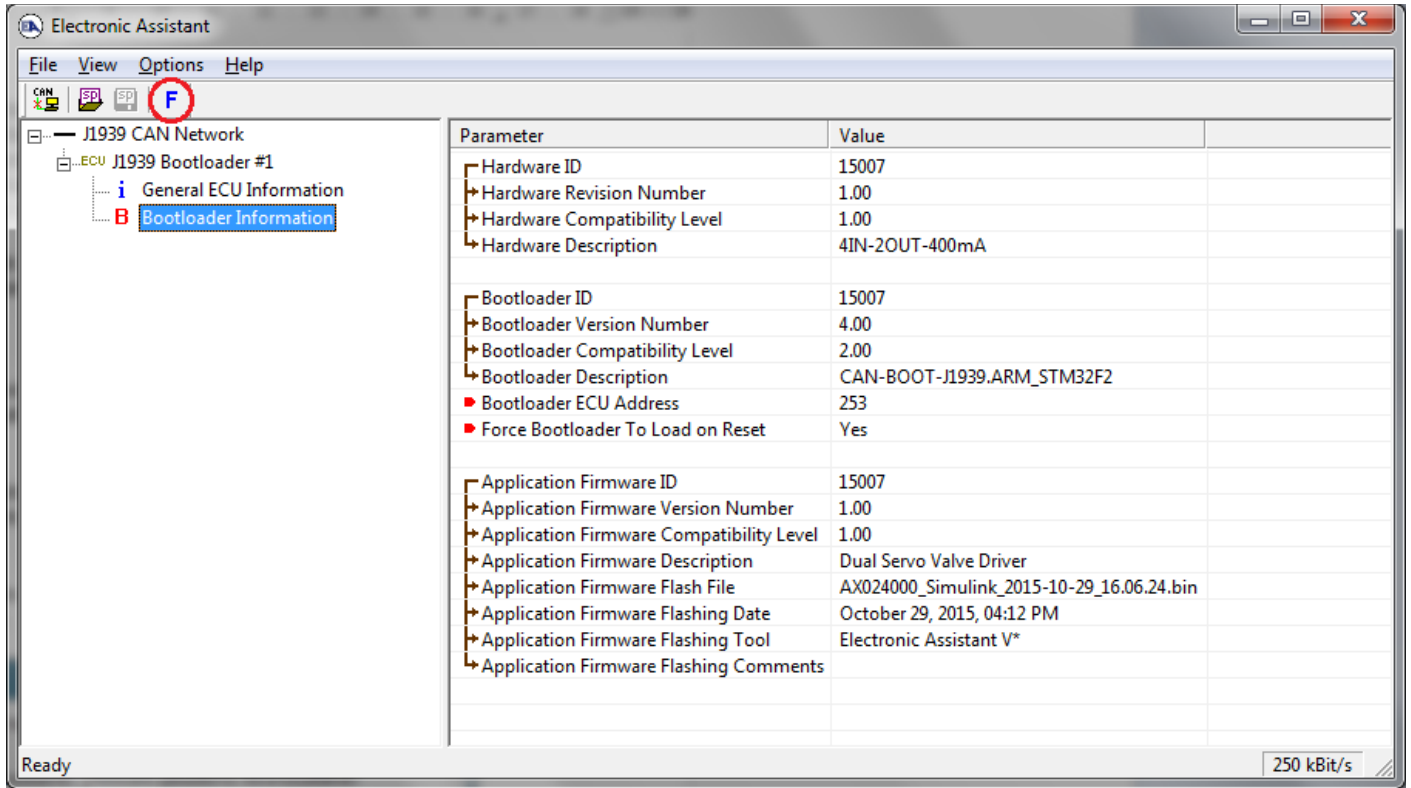 Electronic Assistant
File View Options Help
CAN SP SP F
J1939 CAN Network
ECU J1939 Bootloader #1
i General ECU Information
B Bootloader Information
Parameter Value
Hardware ID 15007
Hardware Revision Number 1.00
Hardware Compatibility Level 1.00
Hardware Description 4IN-2OUT-400mA
Bootloader ID 15007
Bootloader Version Number 4.00
Bootloader Compatibility Level 2.00
Bootloader Description CAN-BOOT-J1939.ARM_STM32F2
Bootloader ECU Address 253
Force Bootloader To Load on Reset Yes
Application Firmware ID 15007
Application Firmware Version Number 1.00
Application Firmware Compatibility Level 1.00
Application Firmware Description Dual Servo Valve Driver
Application Firmware Flash File AX024000_Simulink_2015-10-29_16.06.24.bin
Application Firmware Flashing Date October 29, 2015, 04:12 PM
Application Firmware Flashing Tool Electronic Assistant V*
Application Firmware Flashing Comments
Ready 250 kBit/s